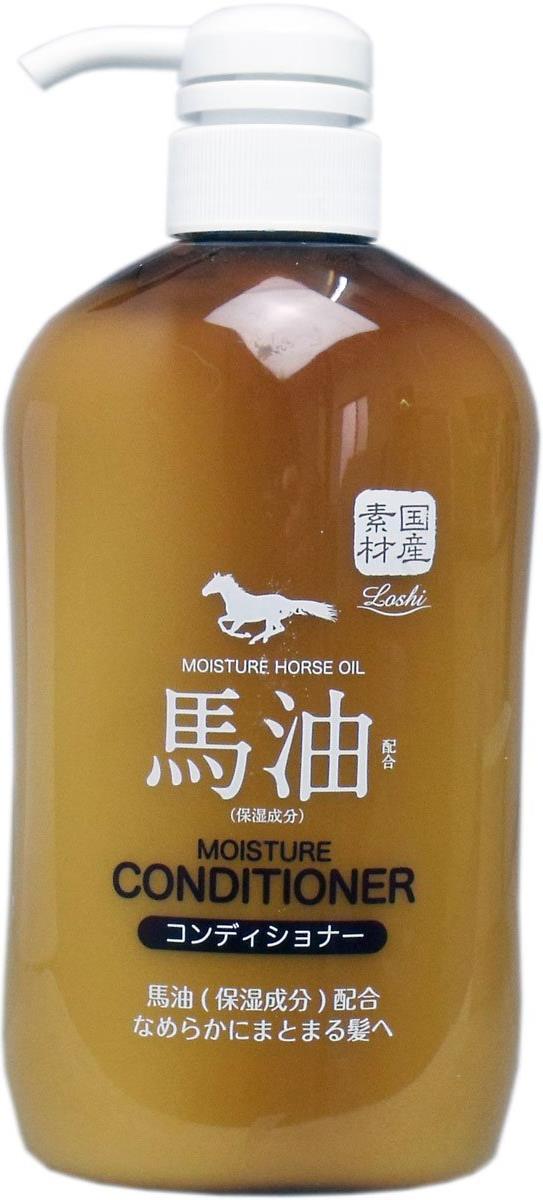 国産
素材
Loshi
MOISTURE HORSE OIL
馬油配合
(保湿成分)
MOISTURE
CONDITIONER
コンディショナー
馬油(保湿成分)配合
なめらかにまとまる髪へ